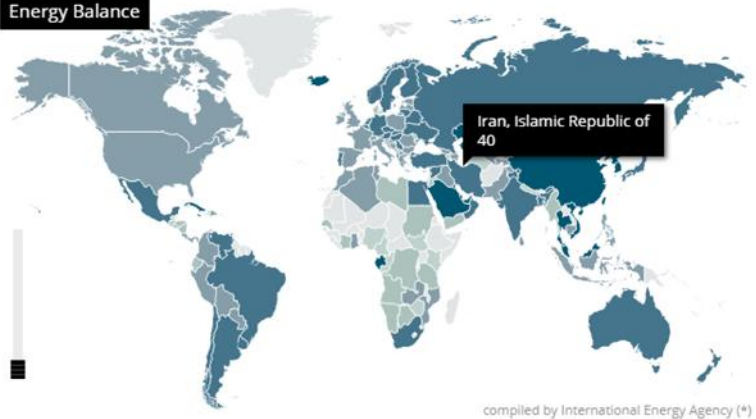 Energy Balance
Iran, Islamic Republic of
40
compiled by International Energy Agency (*)